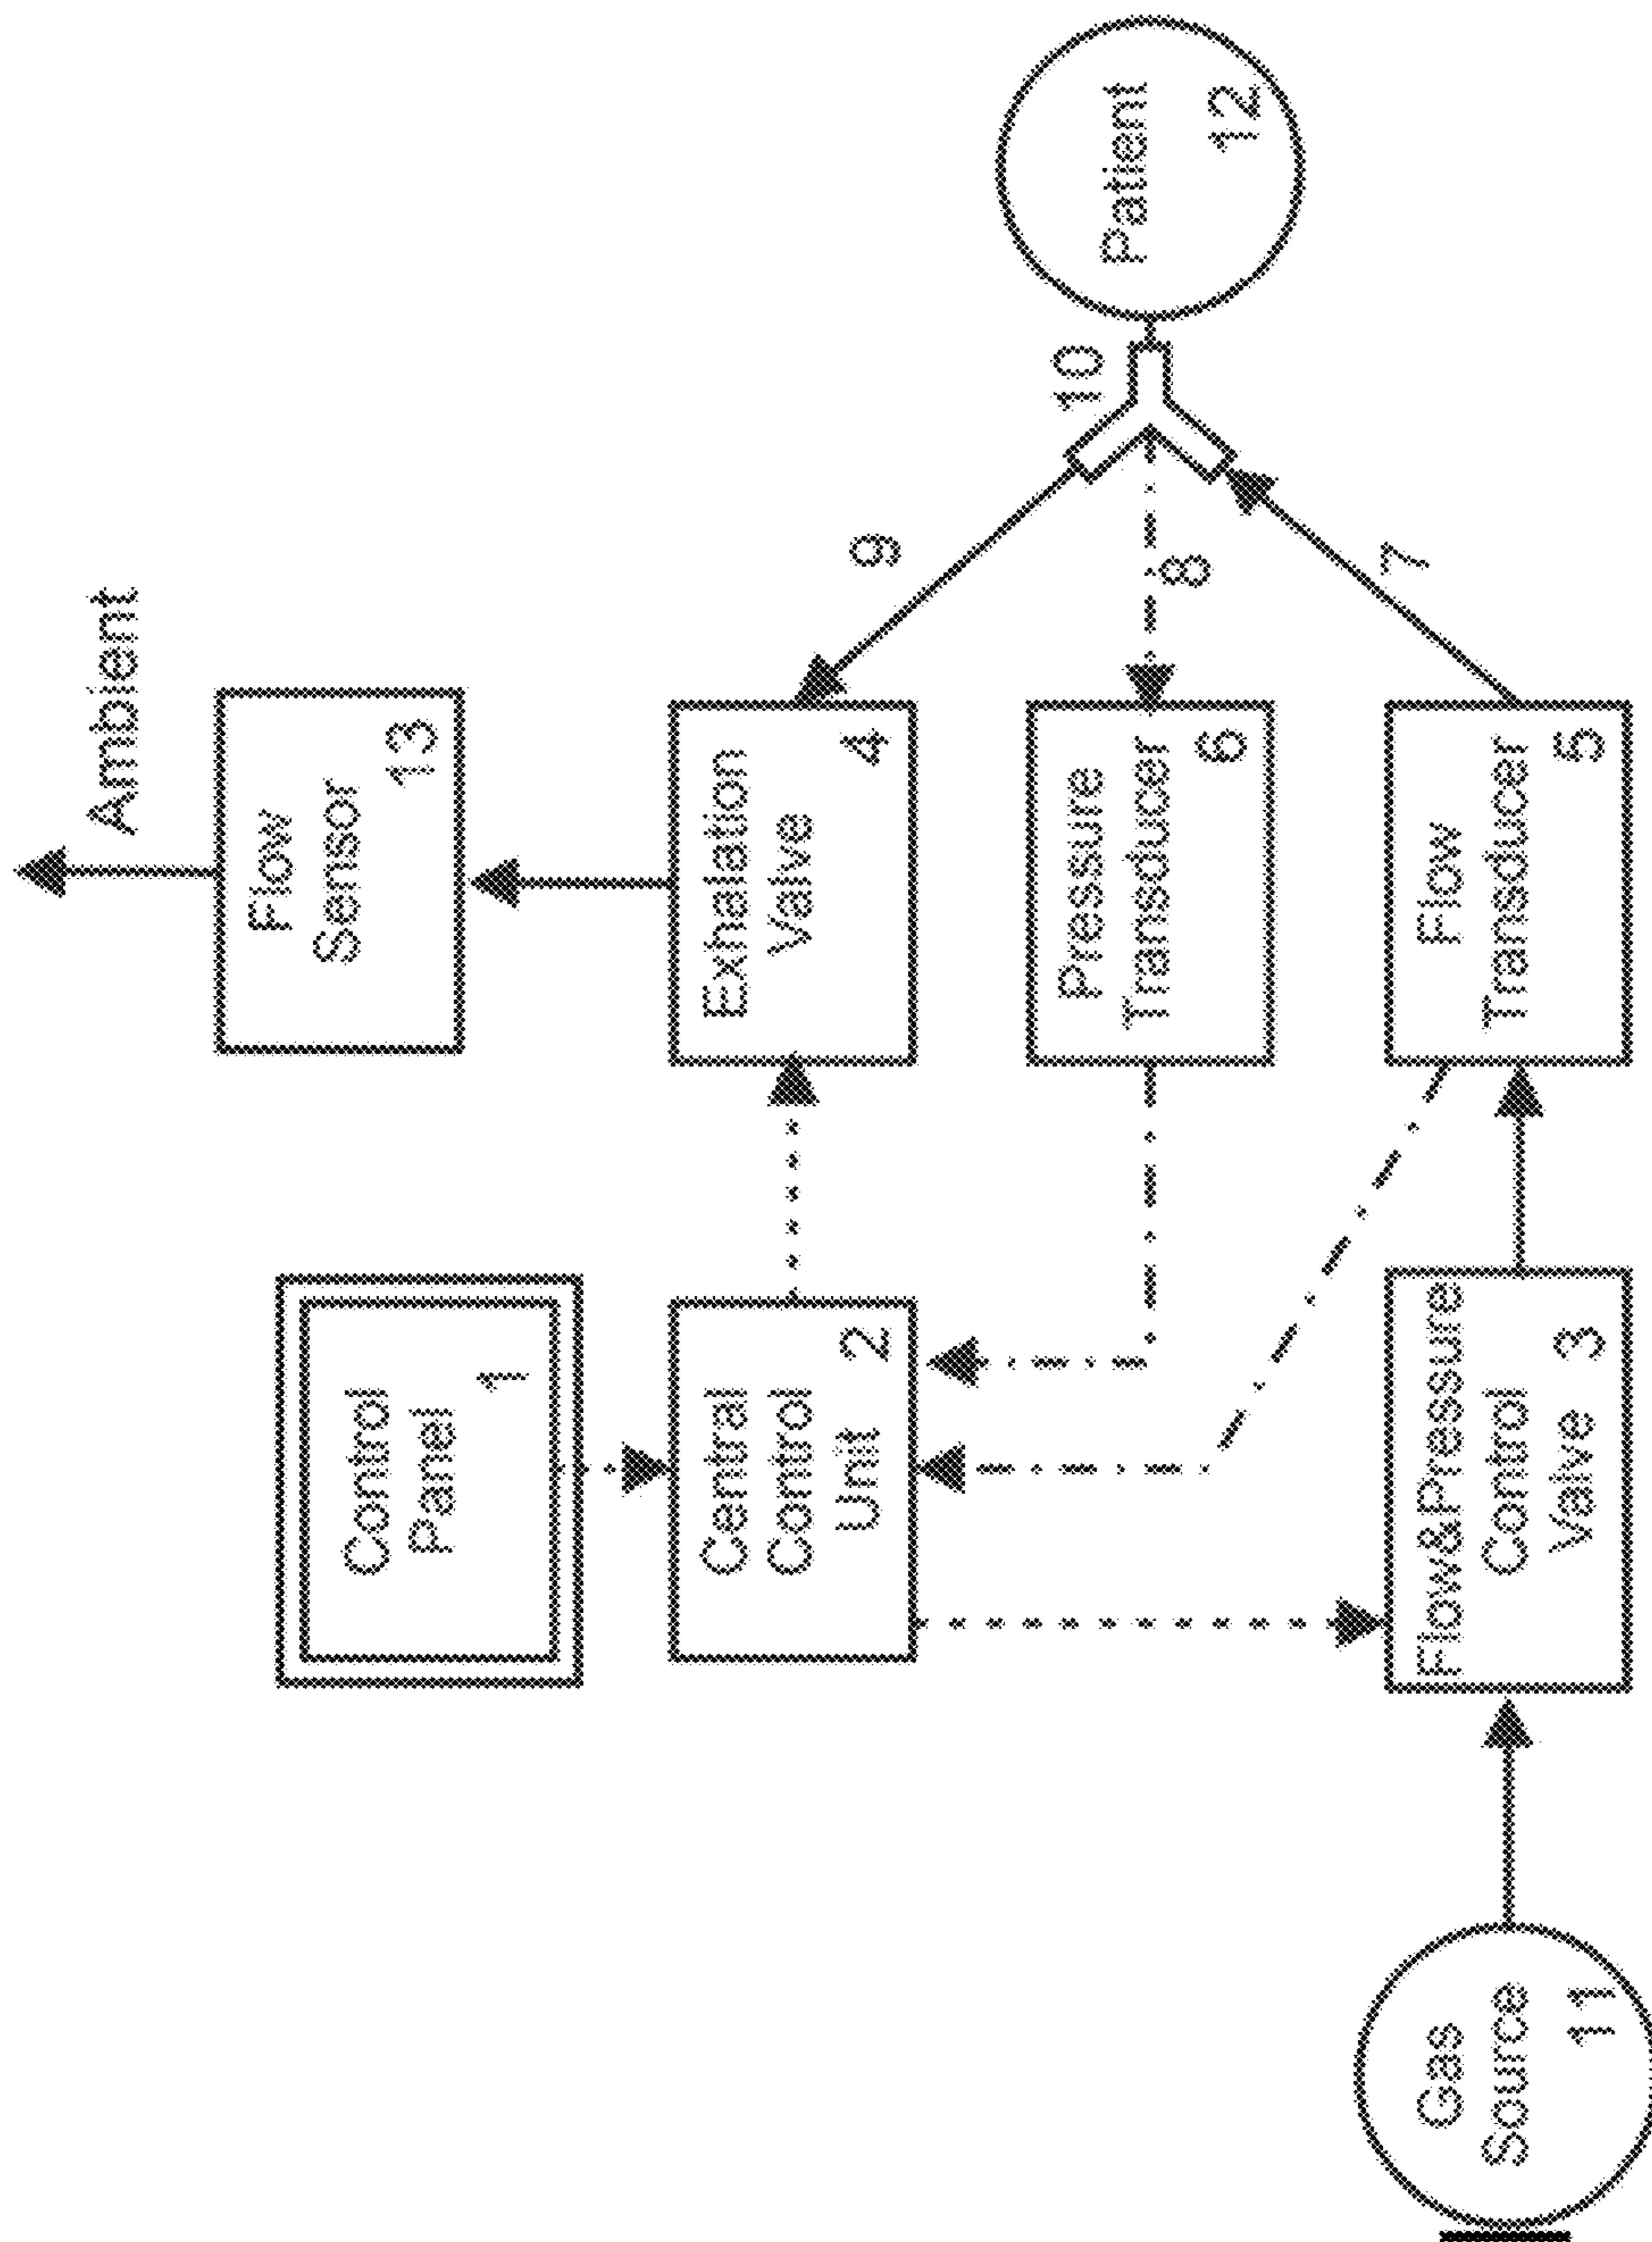 Ambient
Flow
Sensor
13
Control
Panel
1
Exhalation
Valve
4
Central
Control
Unit
2
9
10
Patient
12
Pressure
Transducer
6
8
7
Gas
Source
11
Flow&Pressure
Control
Valve 3
Flow
Transducer
5